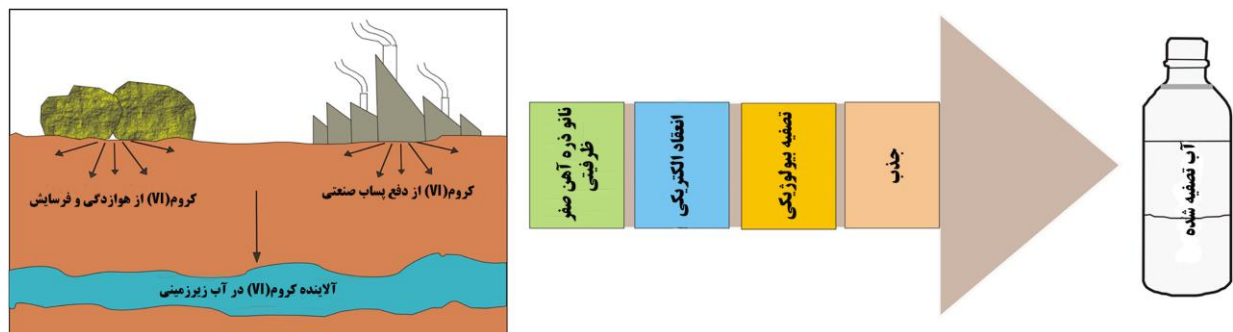 کروم(VI) از هوازدگی و فرسایش
کروم(VI) از دفع پساب صنعتی
آلاینده کروم(VI) در آب زیرزمینی
نانو ذره آهن صفر
ظرفیتی
انعقاد الکتریکی
تصفیه بیولوژیکی
جذب
آب تصفیه شده